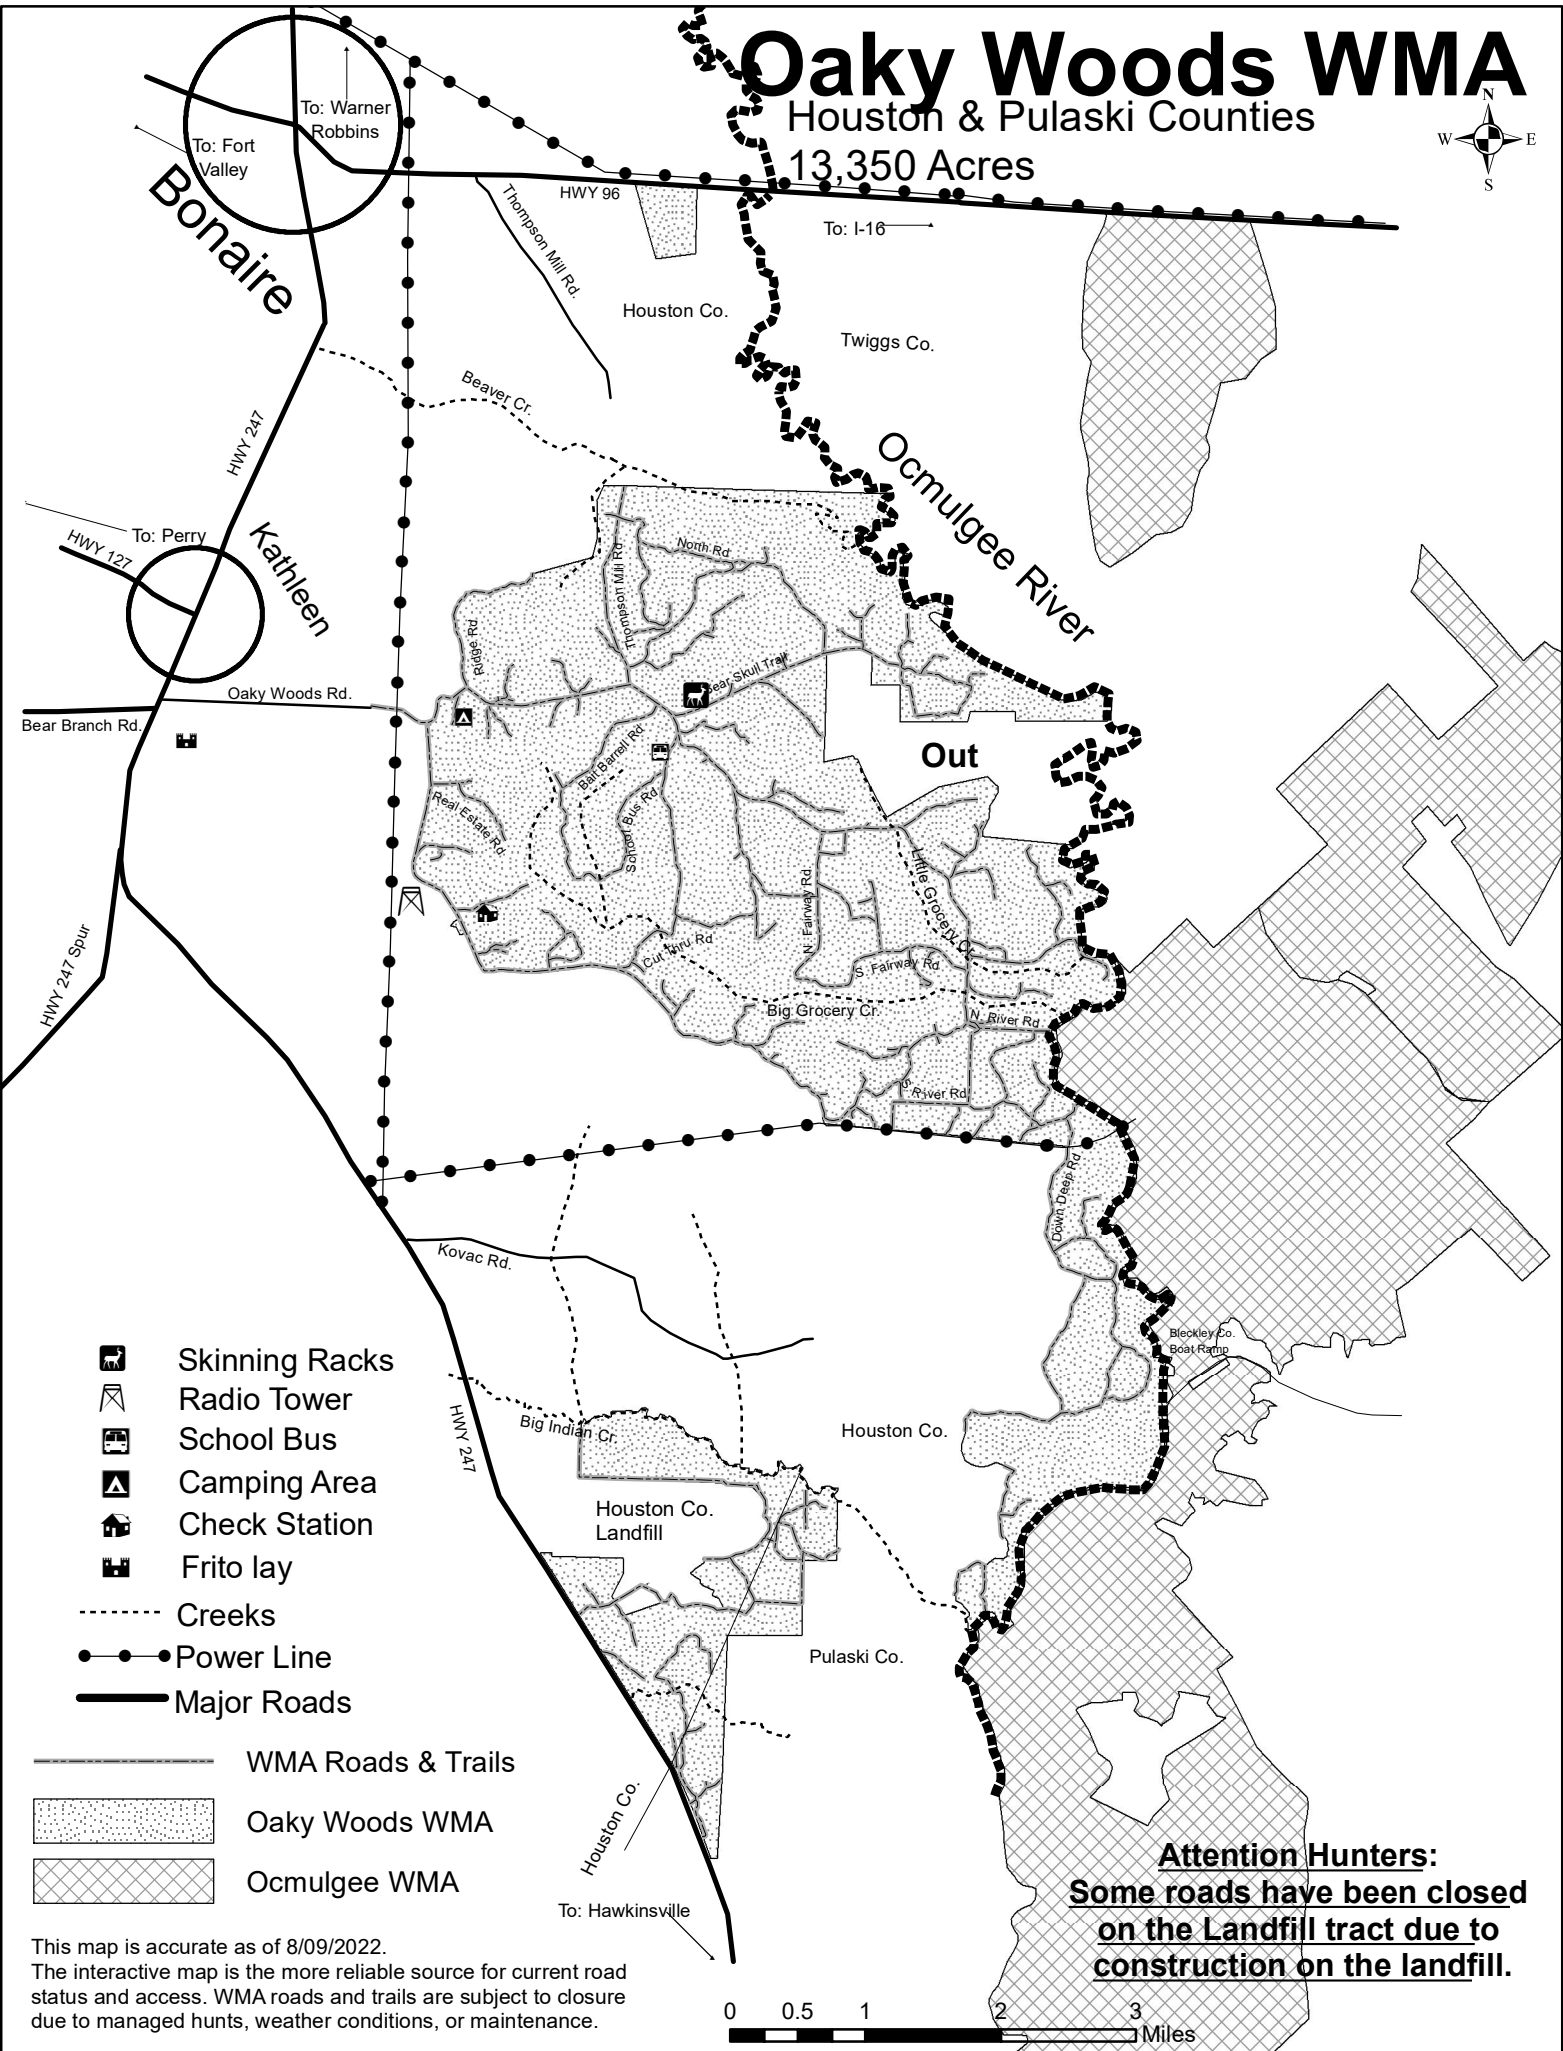 Oaky Woods WMA
Houston & Pulaski Counties
13,350 Acres
N
W
E
S
To: Warner
Robbins
To: Fort
Valley
Bonaire
HWY 96
Thompson Mill Rd.
To: I-16
Houston Co.
Twiggs Co.
Beaver Cr.
HWY 247
Ocmulgee River
To: Perry
HWY 127
Kathleen
North Rd
Thompson Mill Rd
Ridge Rd.
Bear Skull Trail
Oaky Woods Rd.
Bear Branch Rd.
Out
Bait Barrell Rd
School Bus Rd
Real Estate Rd
Little Grocery Cr.
N. Fairway Rd.
Cut Thru Rd
S. Fairway Rd
HWY 247 Spur
Big Grocery Cr.
N. River Rd
S. River Rd
Down Deep Rd
Kovac Rd.
Bleckley Co.
Boat Ramp
HWY 247
Big Indian Cr.
Houston Co.
Houston Co.
Landfill
Pulaski Co.
Houston Co.
To: Hawkinsville
Skinning Racks
Radio Tower
School Bus
Camping Area
Check Station
Frito lay
Creeks
Power Line
Major Roads
WMA Roads & Trails
Oaky Woods WMA
Ocmulgee WMA
Attention Hunters:
Some roads have been closed
on the Landfill tract due to
construction on the landfill.
This map is accurate as of 8/09/2022.
The interactive map is the more reliable source for current road
status and access. WMA roads and trails are subject to closure
due to managed hunts, weather conditions, or maintenance.
0 0.5 1 2 3
Miles